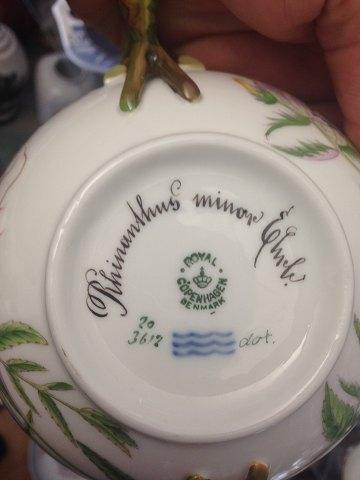 Rhinanthus minor Ehrh.
ROYAL
COPENHAGEN
DENMARK
20
3612 dot.